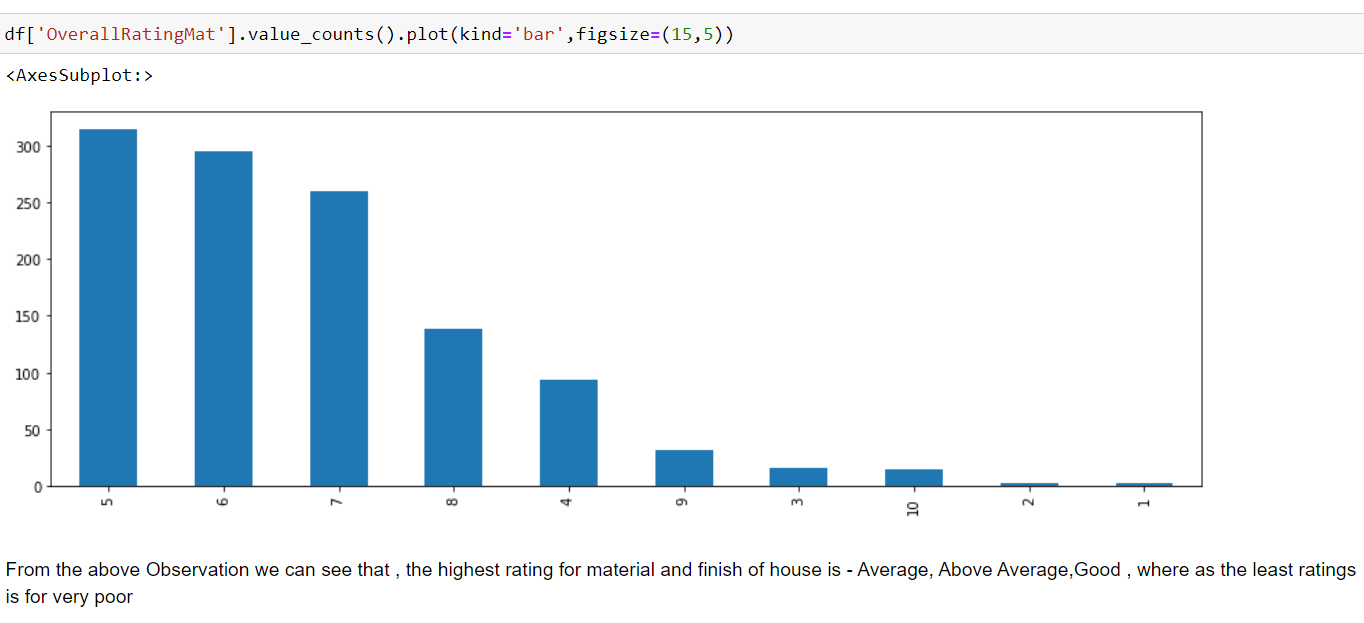 df['OverallRatingMat'].value_counts().plot(kind='bar',figsize=(15,5))
<AxesSubplot:>
300
250
200
150
100
50
0
5 6 7 8 4 9 3 10 2 1
From the above Observation we can see that , the highest rating for material and finish of house is - Average, Above Average,Good , where as the least ratings
is for very poor